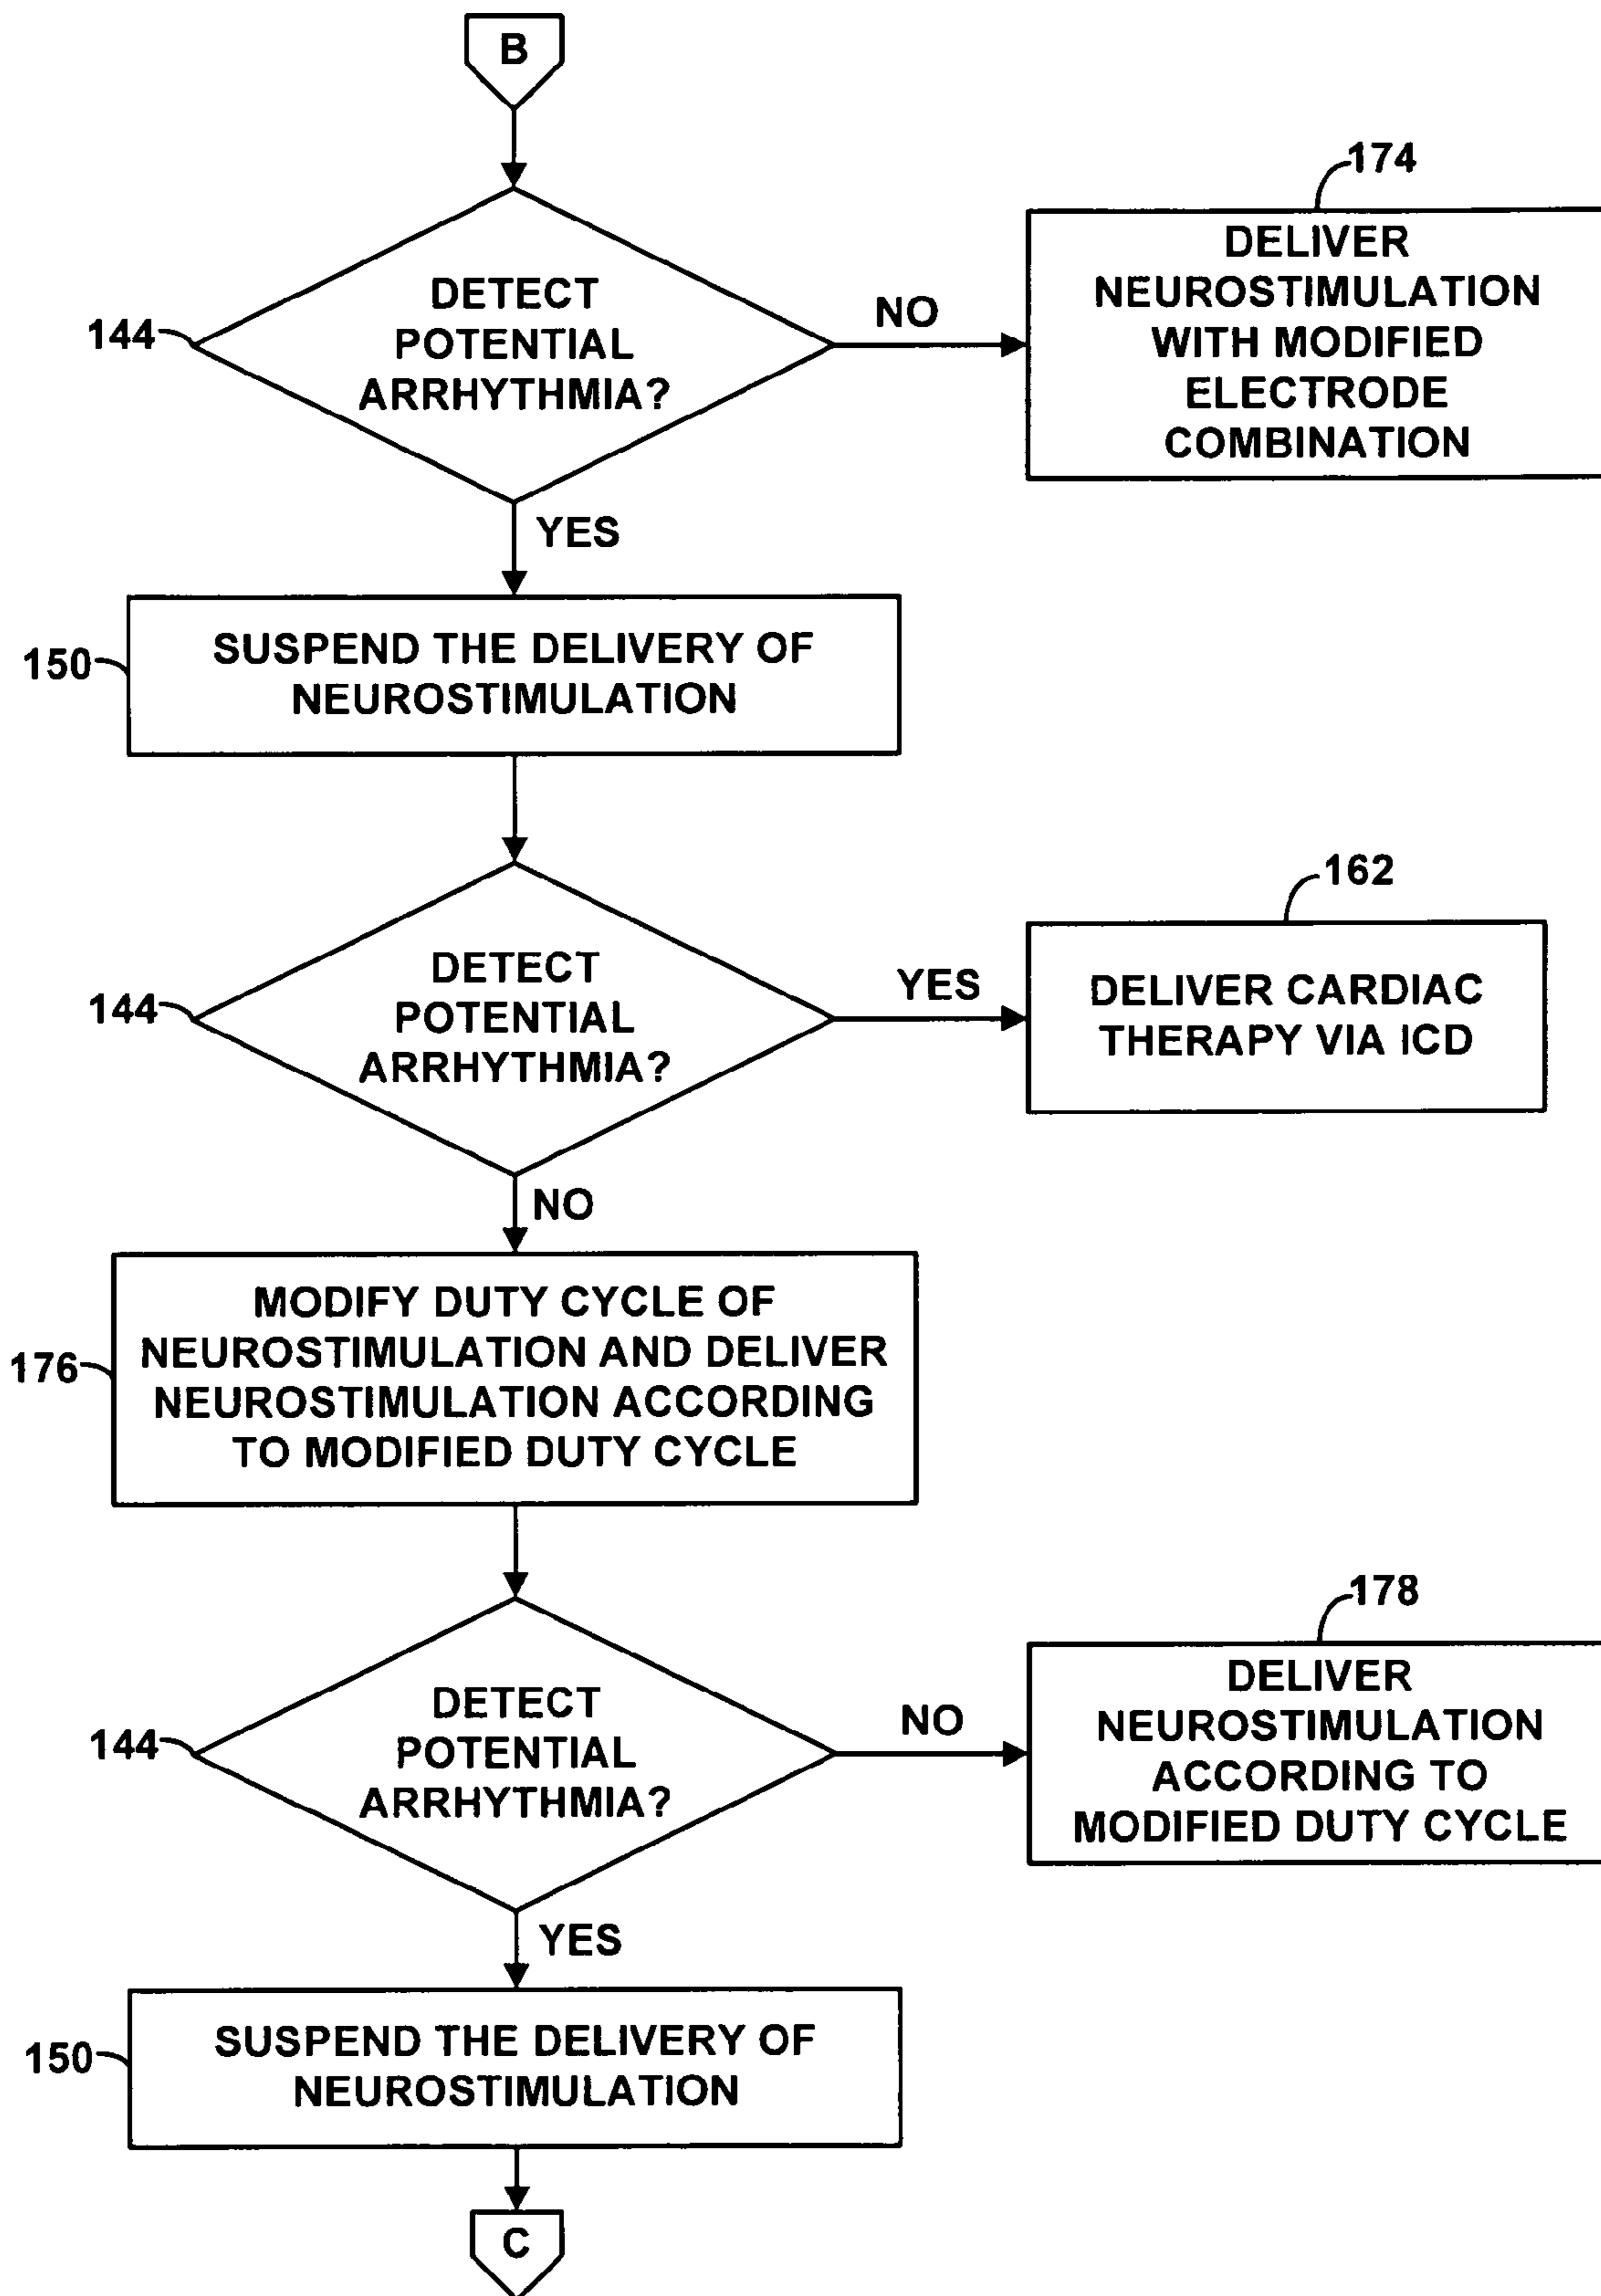 B
174
DELIVER
NEUROSTIMULATION
WITH MODIFIED
ELECTRODE
COMBINATION
144
DETECT
POTENTIAL
ARRHYTHMIA?
NO
YES
150
SUSPEND THE DELIVERY OF
NEUROSTIMULATION
162
144
DETECT
POTENTIAL
ARRHYTHMIA?
YES
DELIVER CARDIAC
THERAPY VIA ICD
NO
176
MODIFY DUTY CYCLE OF
NEUROSTIMULATION AND DELIVER
NEUROSTIMULATION ACCORDING
TO MODIFIED DUTY CYCLE
178
144
DETECT
POTENTIAL
ARRHYTHMIA?
NO
DELIVER
NEUROSTIMULATION
ACCORDING TO
MODIFIED DUTY CYCLE
YES
150
SUSPEND THE DELIVERY OF
NEUROSTIMULATION
C